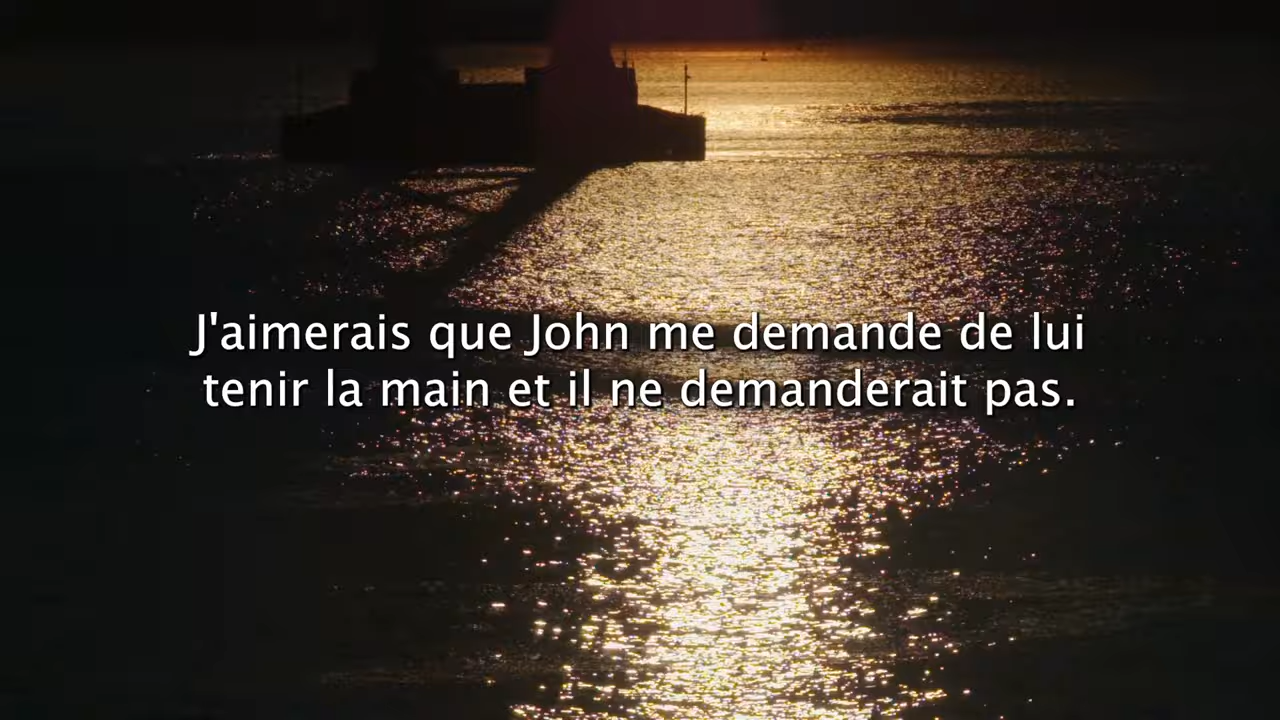 J'aimerais que John me demande de lui
tenir la main et il ne demanderait pas.